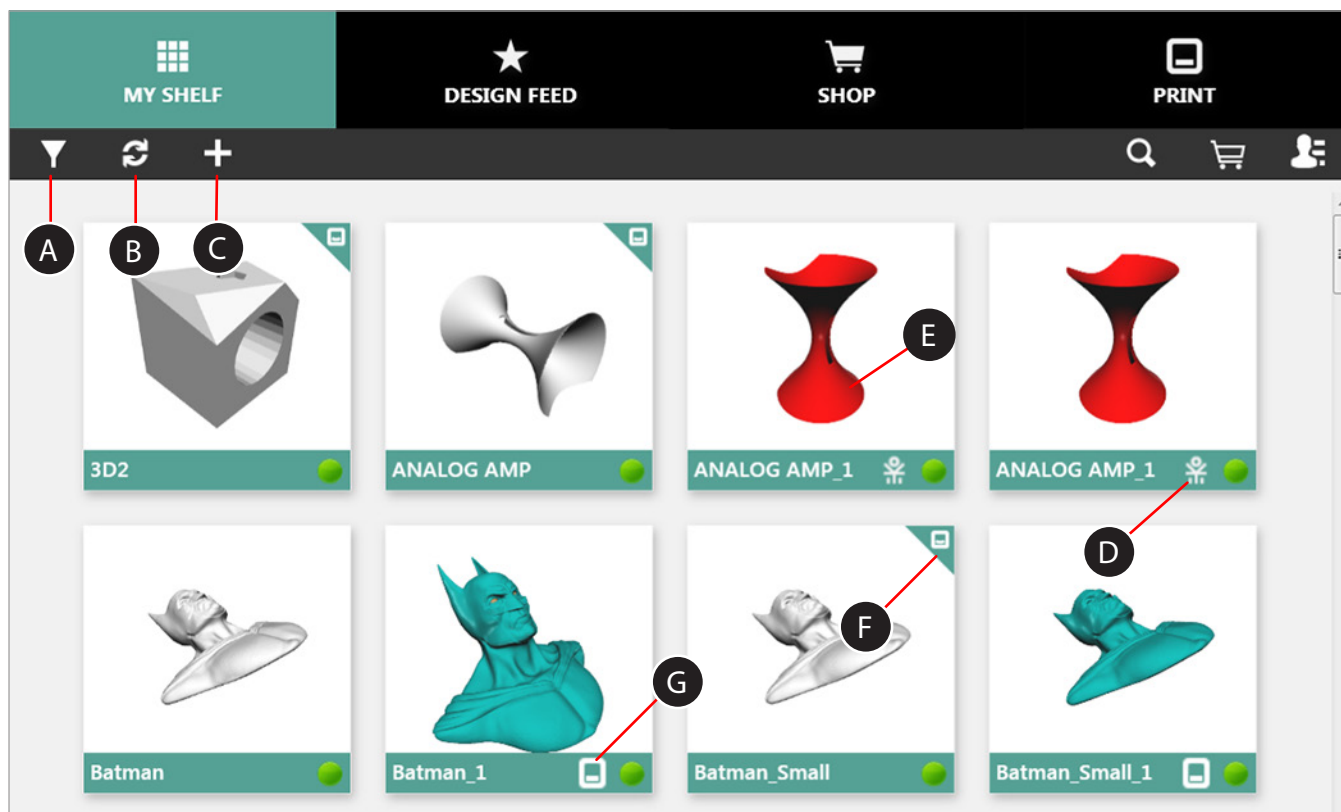 MY SHELF DESIGN FEED SHOP PRINT
A B C
E
3D2 ANALOG AMP ANALOG AMP_1 ANALOG AMP_1
D
F
G
Batman Batman_1 Batman_Small Batman_Small_1